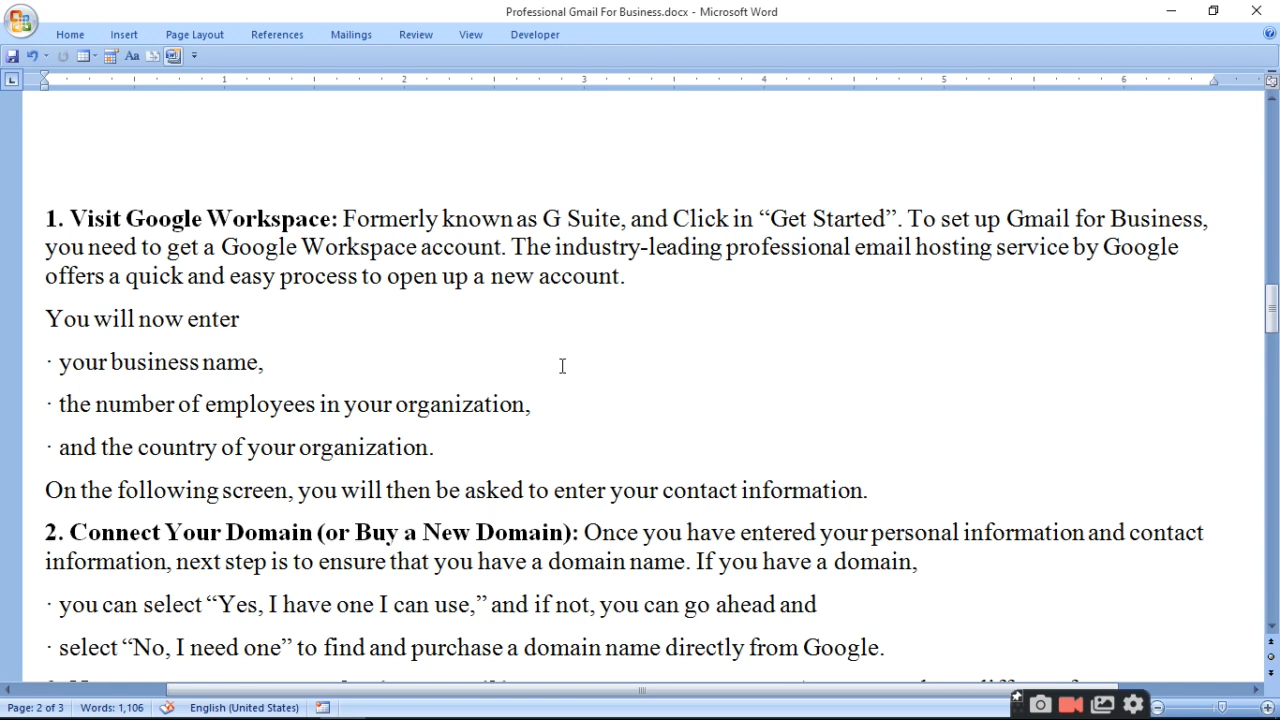 Professional Gmail For Business.docx - Microsoft Word
Home Insert Page Layout References Mailings Review View Developer
Aa
1 2 3 4 5 6
1. Visit Google Workspace: Formerly known as G Suite, and Click in “Get Started”. To set up Gmail for Business,
you need to get a Google Workspace account. The industry-leading professional email hosting service by Google
offers a quick and easy process to open up a new account.
You will now enter
· your business name,
· the number of employees in your organization,
· and the country of your organization.
On the following screen, you will then be asked to enter your contact information.
2. Connect Your Domain (or Buy a New Domain): Once you have entered your personal information and contact
information, next step is to ensure that you have a domain name. If you have a domain,
· you can select “Yes, I have one I can use,” and if not, you can go ahead and
· select “No, I need one” to find and purchase a domain name directly from Google.
Page: 2 of 3 Words: 1,106 English (United States)